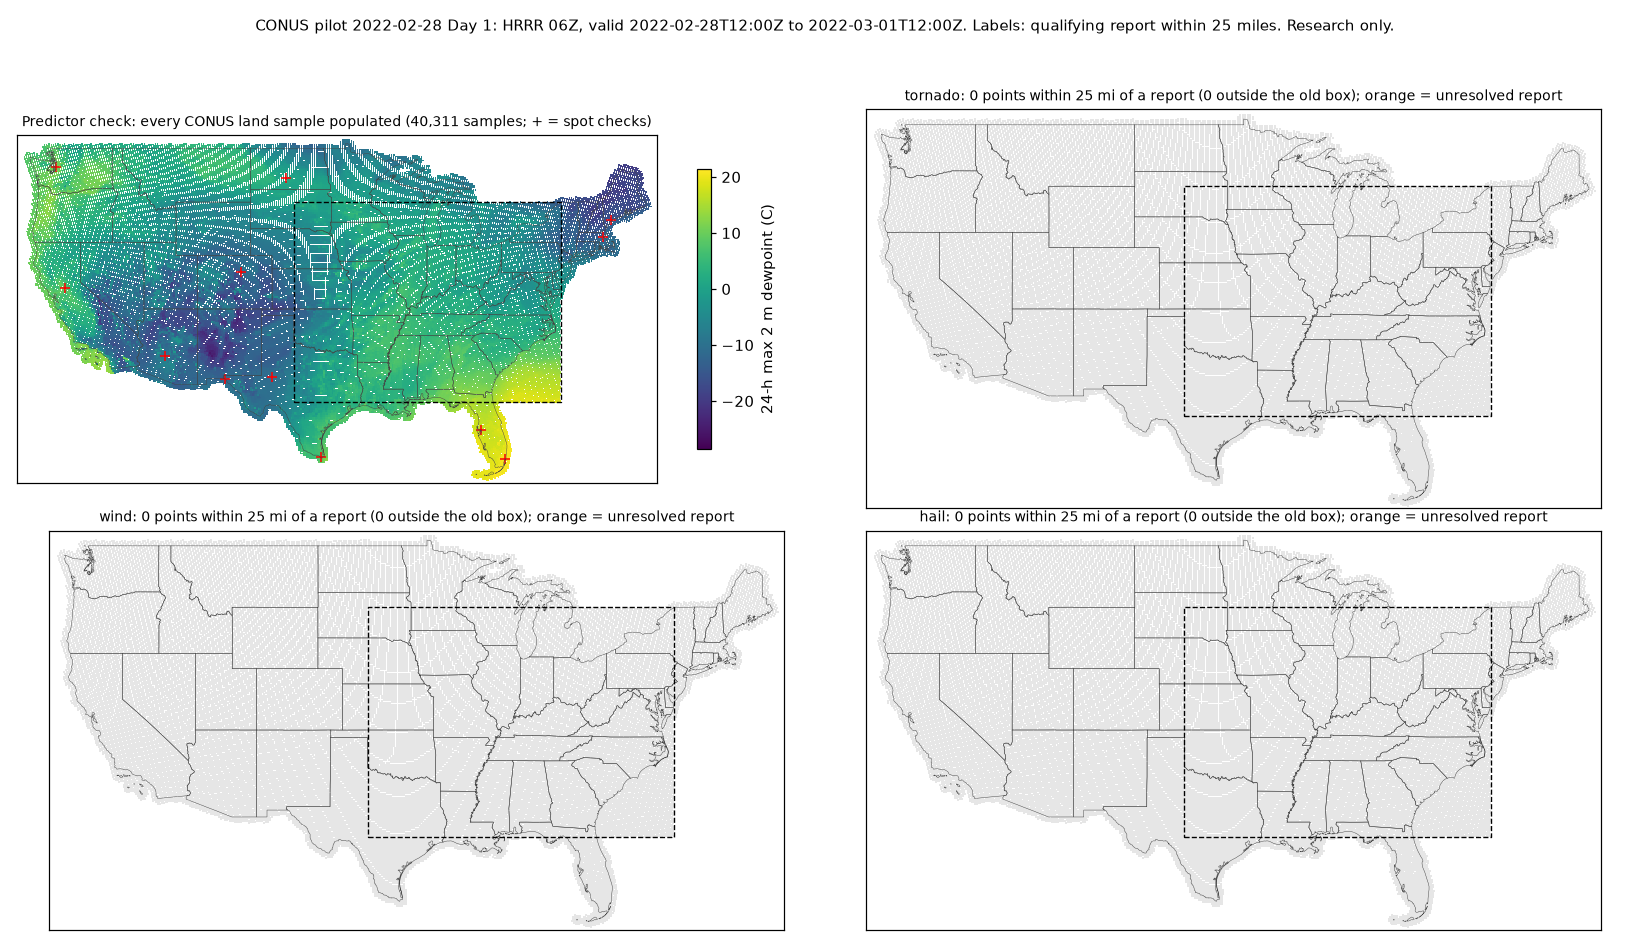 CONUS pilot 2022-02-28 Day 1: HRRR 06Z, valid 2022-02-28T12:00Z to 2022-03-01T12:00Z. Labels: qualifying report within 25 miles. Research only.
Predictor check: every CONUS land sample populated (40,311 samples; + = spot checks)
20
10
0
−10
−20
24-h max 2 m dewpoint (C)
tornado: 0 points within 25 mi of a report (0 outside the old box); orange = unresolved report
wind: 0 points within 25 mi of a report (0 outside the old box); orange = unresolved report
hail: 0 points within 25 mi of a report (0 outside the old box); orange = unresolved report